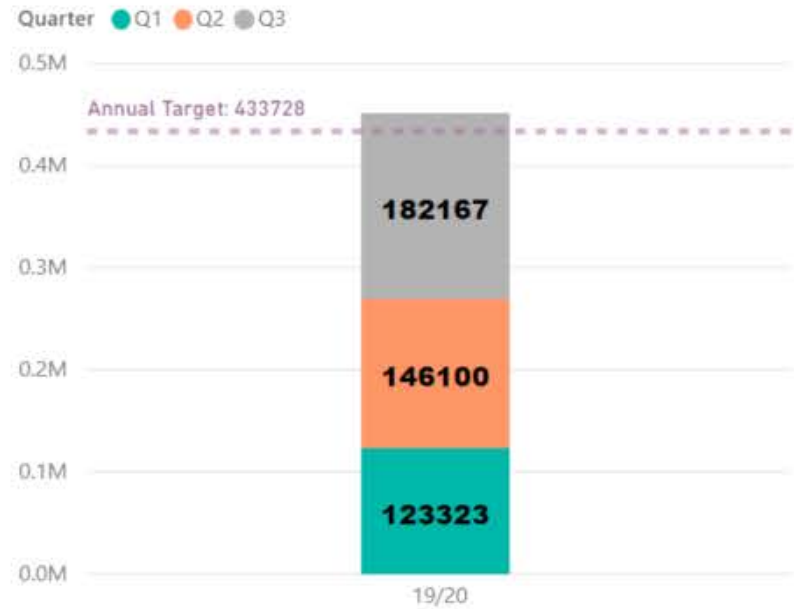 Quarter Q1 Q2 Q3
0.5M
Annual Target: 433728
0.4M
182167
0.3M
0.2M
146100
0.1M
123323
0.0M
19/20